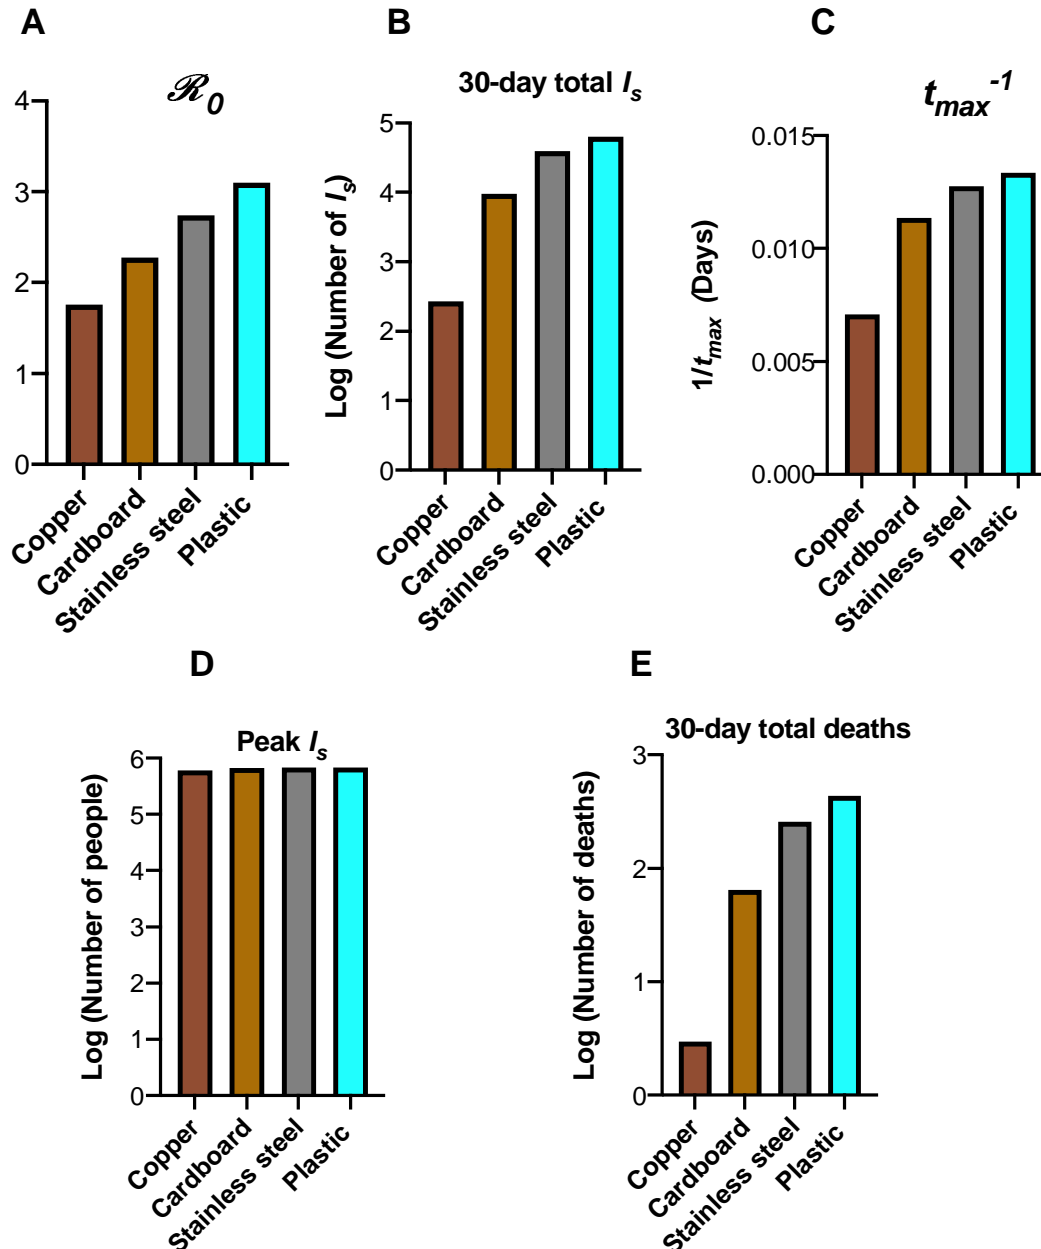 A
ℛ0
4
3
2
1
0
Copper
Cardboard
Stainless steel
Plastic
B
30-day total Is
Log (Number of Is)
5
4
3
2
1
0
Copper
Cardboard
Stainless steel
Plastic
C
tmax-1
1/tmax (Days)
0.015
0.010
0.005
0.000
Copper
Cardboard
Stainless steel
Plastic
D
Peak Is
Log (Number of people)
6
5
4
3
2
1
0
Copper
Cardboard
Stainless steel
Plastic
E
30-day total deaths
Log (Number of deaths)
3
2
1
0
Copper
Cardboard
Stainless steel
Plastic